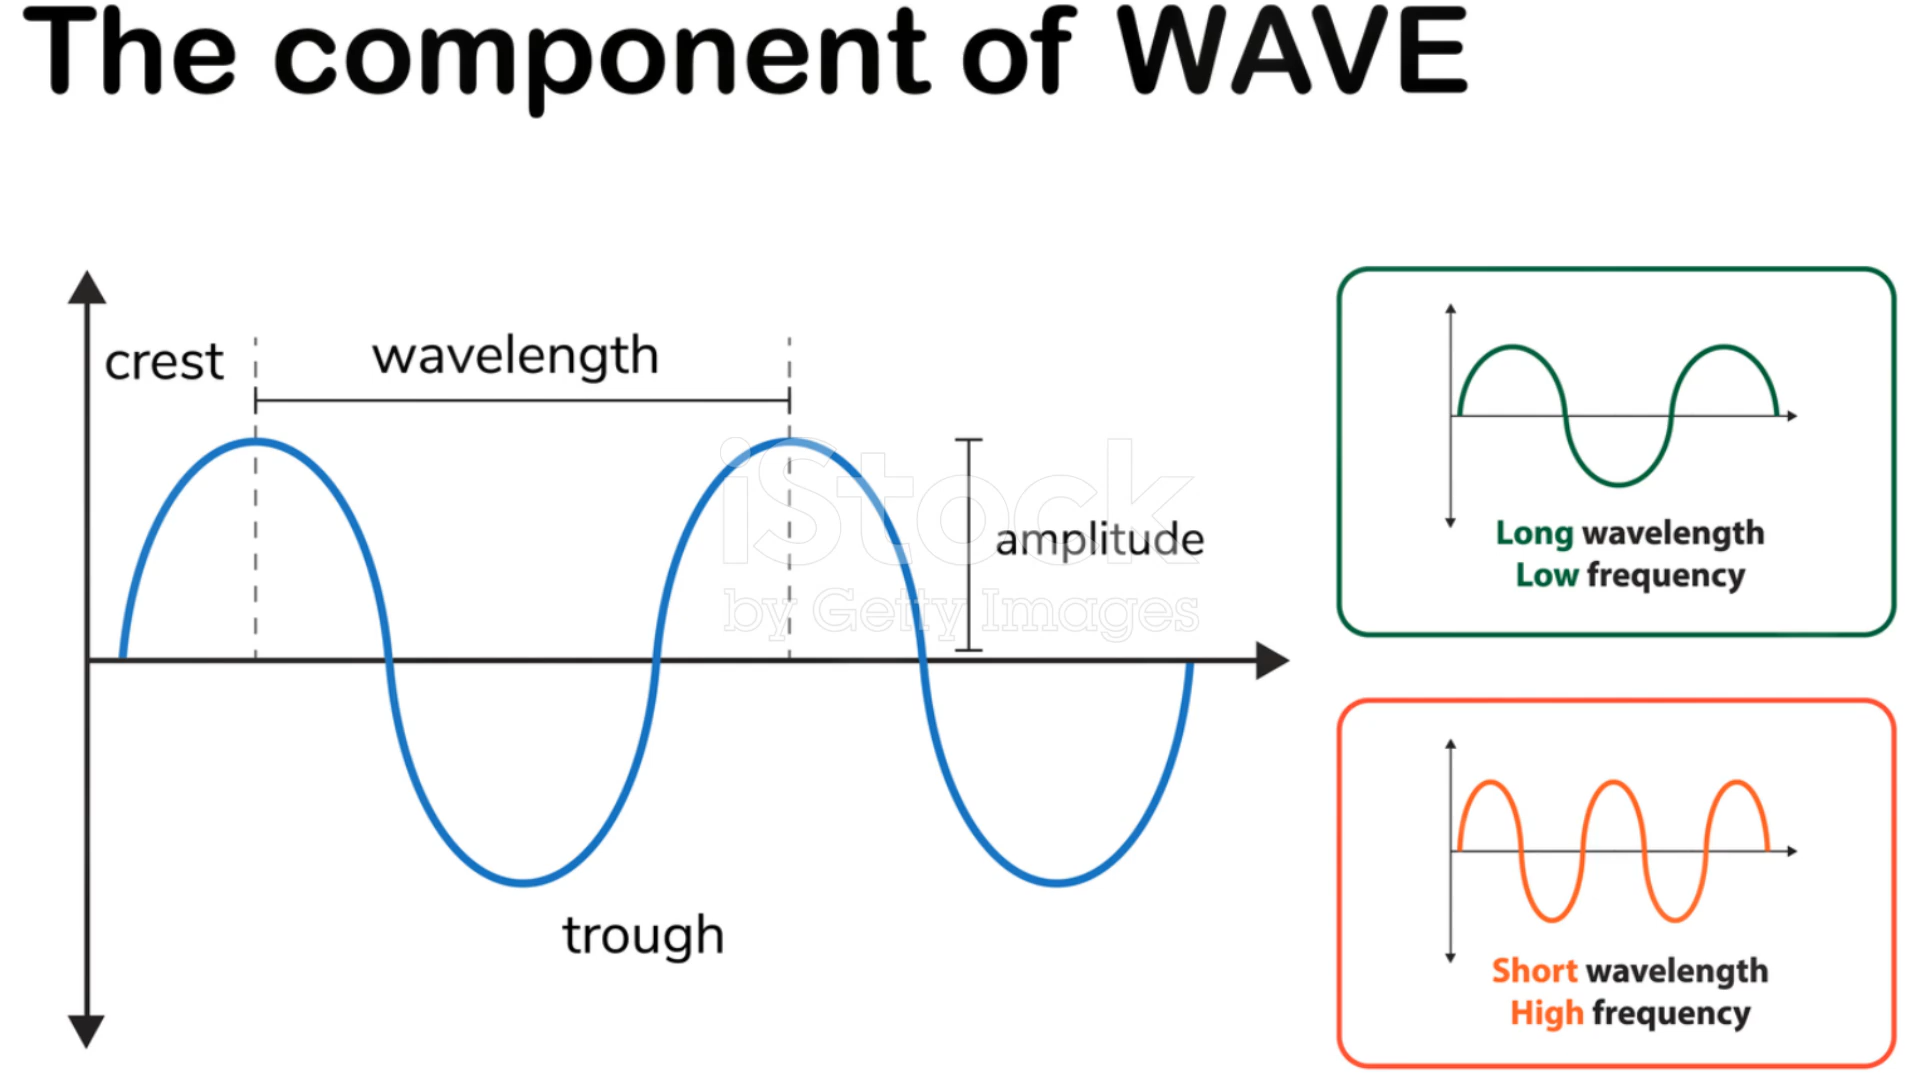 The component of WAVE
crest
wavelength
amplitude
trough
iStock
by Getty Images
Long wavelength
Low frequency
Short wavelength
High frequency